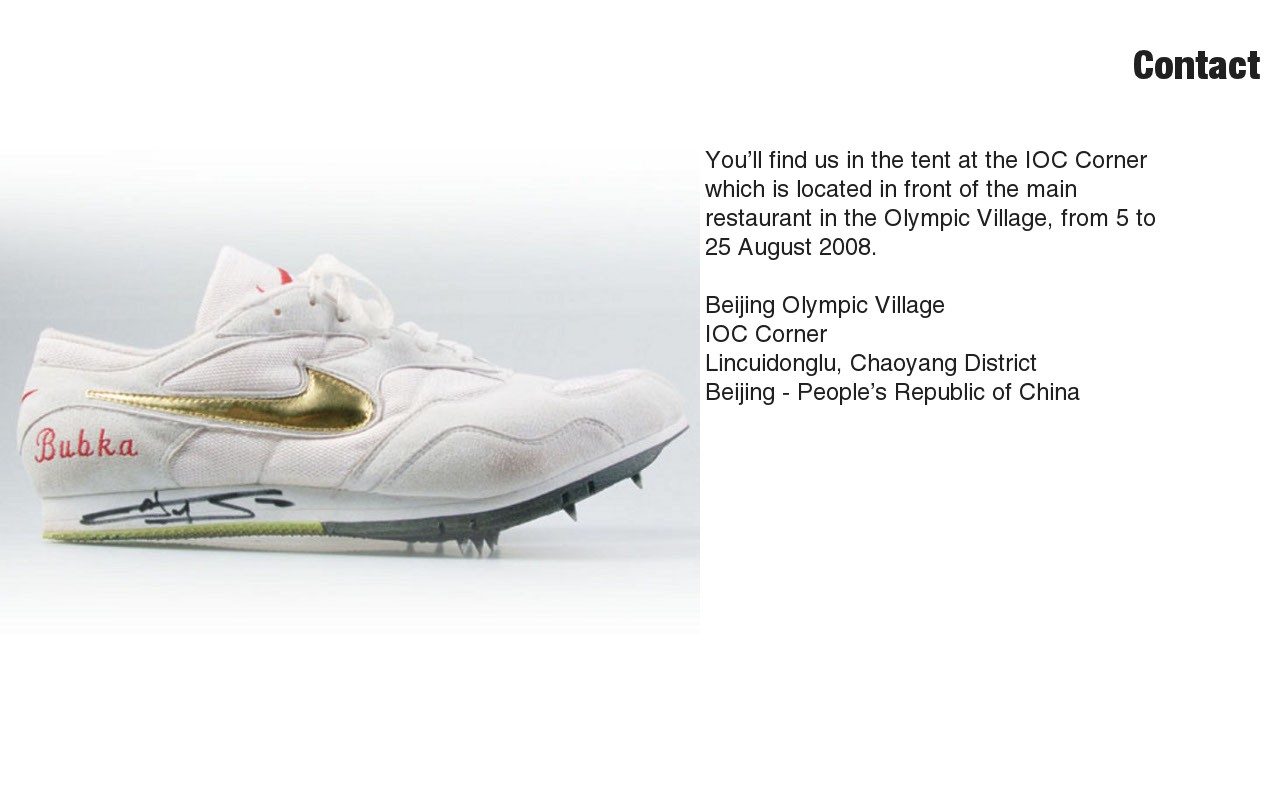 Contact
You’ll find us in the tent at the IOC Corner
which is located in front of the main
restaurant in the Olympic Village, from 5 to
25 August 2008.
Beijing Olympic Village
IOC Corner
Lincuidonglu, Chaoyang District
Beijing - People’s Republic of China
Bubka